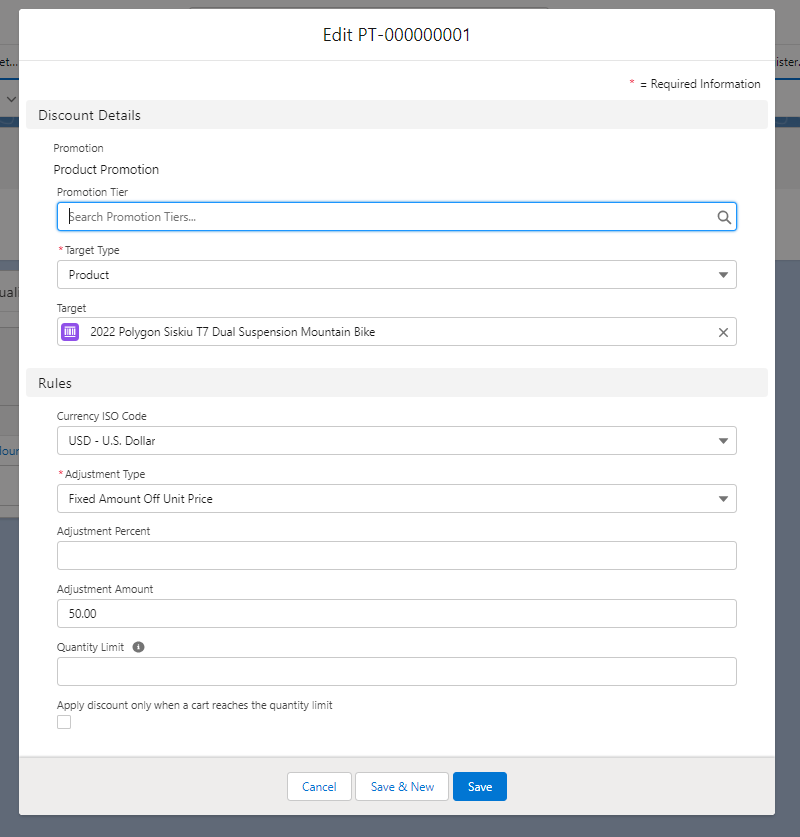 Edit PT-000000001
* = Required Information
Discount Details
Promotion
Product Promotion
Promotion Tier
Search Promotion Tiers...
*Target Type
Product
Target
2022 Polygon Siskiu T7 Dual Suspension Mountain Bike
Rules
Currency ISO Code
USD - U.S. Dollar
*Adjustment Type
Fixed Amount Off Unit Price
Adjustment Percent
Adjustment Amount
50.00
Quantity Limit
Apply discount only when a cart reaches the quantity limit
Cancel
Save & New
Save